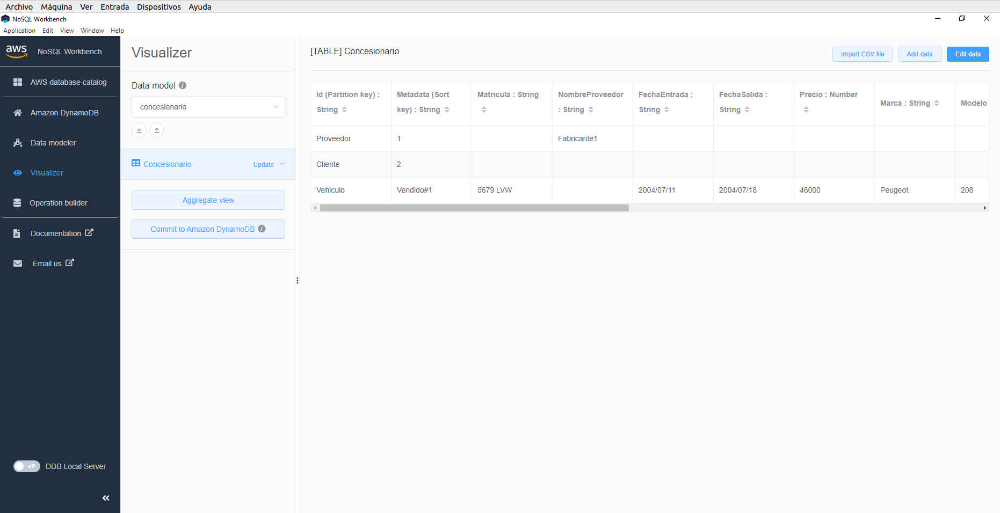 Archivo Máquina Ver Entrada Dispositivos Ayuda
NoSQL Workbench
Application Edit View Window Help
aws NoSQL Workbench
AWS database catalog
Amazon DynamoDB
Data modeler
Visualizer
Operation builder
Documentation
Email us
off DDB Local Server
Visualizer
Data model i
concesionario
Concesionario Update
Aggregate view
Commit to Amazon DynamoDB i
[TABLE] Concesionario
Import CSV file Add data Edit data
Id (Partition key) : Metadata (Sort Matricula : String NombreProveedor FechaEntrada : FechaSalida : Precio : Number
Marca : String Modelo
String key) : String : String String String
Proveedor 1 Fabricante1
Cliente 2
Vehiculo Vendido#1 5679 LVW 2004/07/11 2004/07/18 46000 Peugeot 208